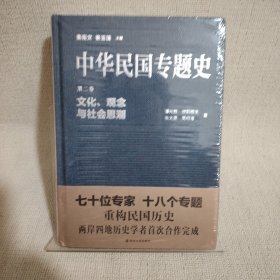 中华民国专题史
第二卷
文化、观念
与社会思潮
著
七十位专家 十八个专题
重构民国历史
两岸四地历史学者首次合作完成